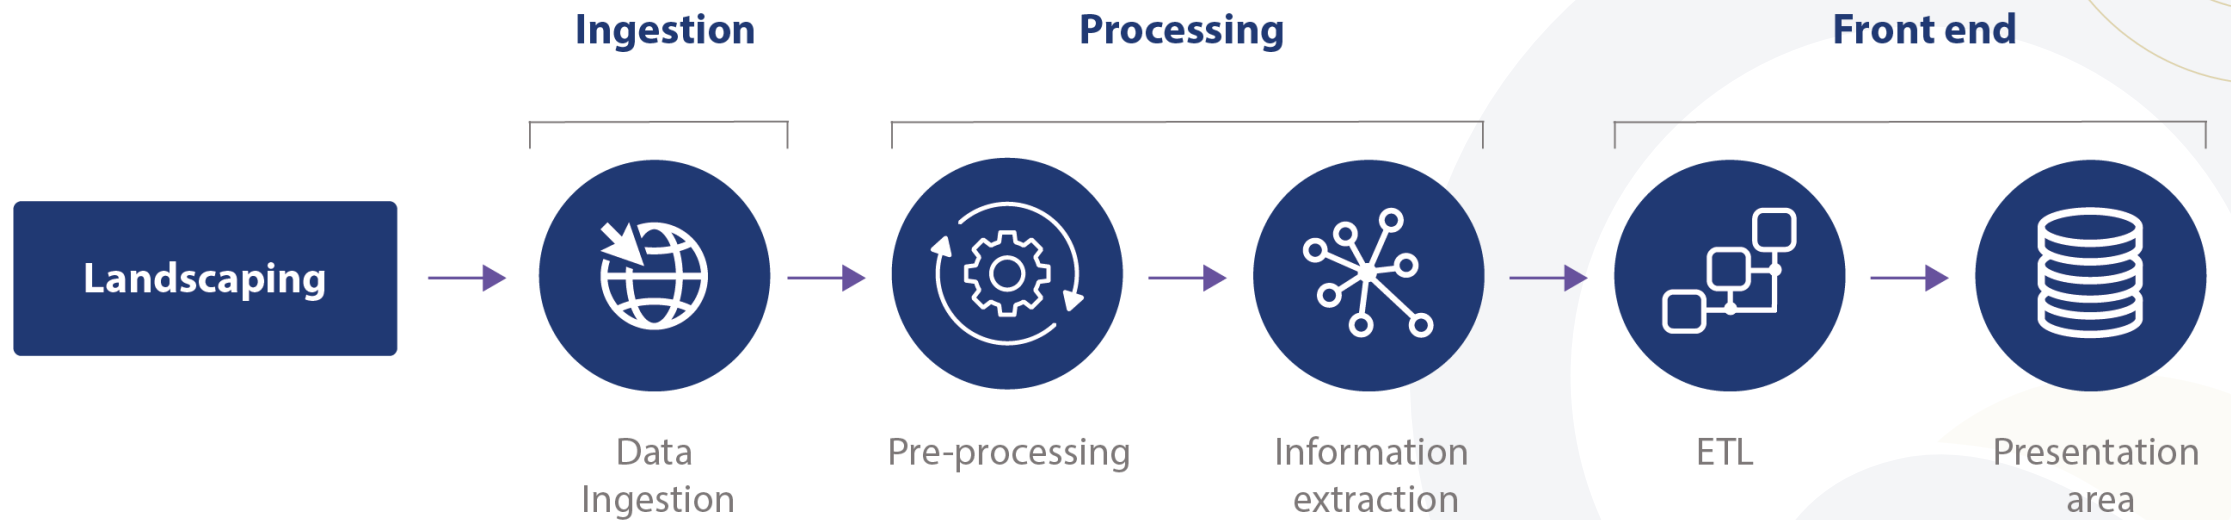 Ingestion
Processing
Front end
Landscaping
Data
Ingestion
Pre-processing
Information
extraction
ETL
Presentation
area